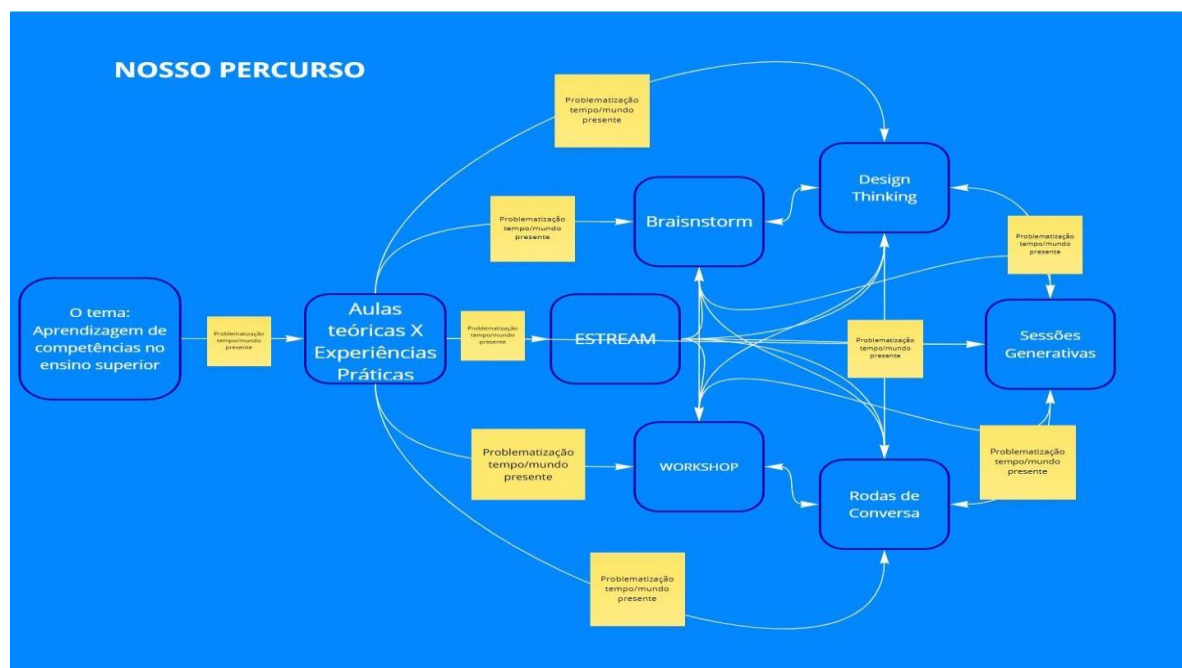 NOSSO PERCURSO
Problematização
tempo/mundo
presente
Design
Thinking
Problematização
tempo/mundo
presente
Braisnstorm
Problematização
tempo/mundo
presente
O tema:
Aprendizagem de
competências no
ensino superior
Problematização
tempo/mundo
presente
Aulas
teóricas X
Experiências
Práticas
Problematização
tempo/mundo
presente
ESTREAM
Problematização
tempo/mundo
presente
Sessões
Generativas
Problematização
tempo/mundo
presente
WORKSHOP
Problematização
tempo/mundo
presente
Rodas de
Conversa
Problematização
tempo/mundo
presente